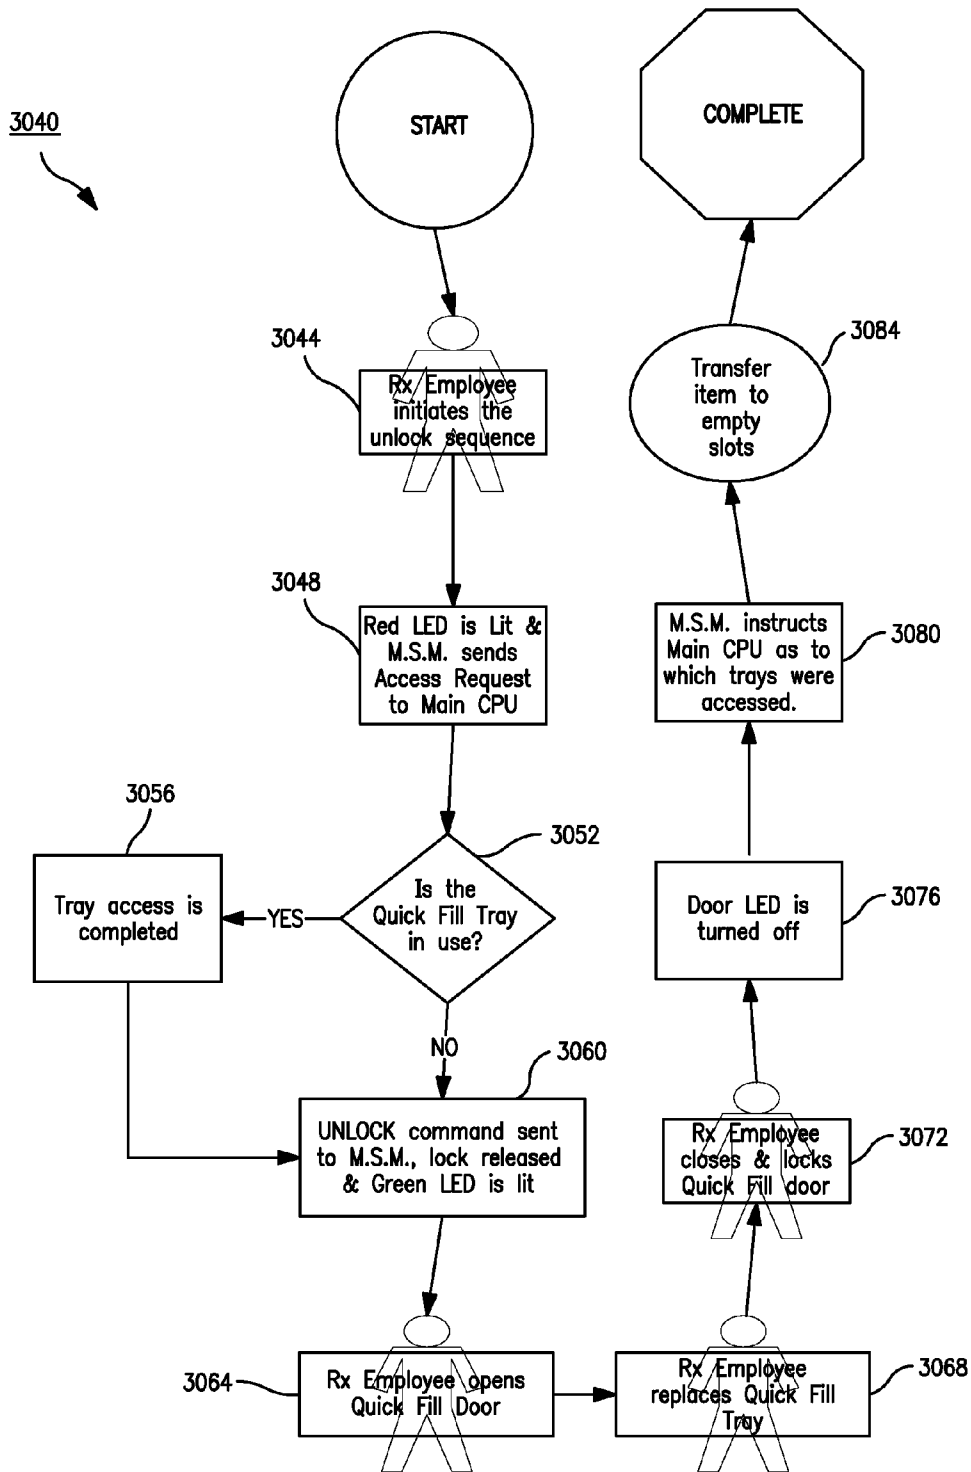 3040
START
3044
Rx Employee
initiates the
unlock sequence
3048
Red LED is Lit &
M.S.M. sends
Access Request
to Main CPU
3052
Is the
Quick Fill Tray
in use?
YES
3056
Tray access is
completed
NO
3060
UNLOCK command sent
to M.S.M., lock released
& Green LED is lit
3064
Rx Employee opens
Quick Fill Door
3068
Rx Employee
replaces Quick Fill
Tray
3072
Rx Employee
closes & locks
Quick Fill door
3076
Door LED is
turned off
3080
M.S.M. instructs
Main CPU as to
which trays were
accessed.
3084
Transfer
item to
empty
slots
COMPLETE